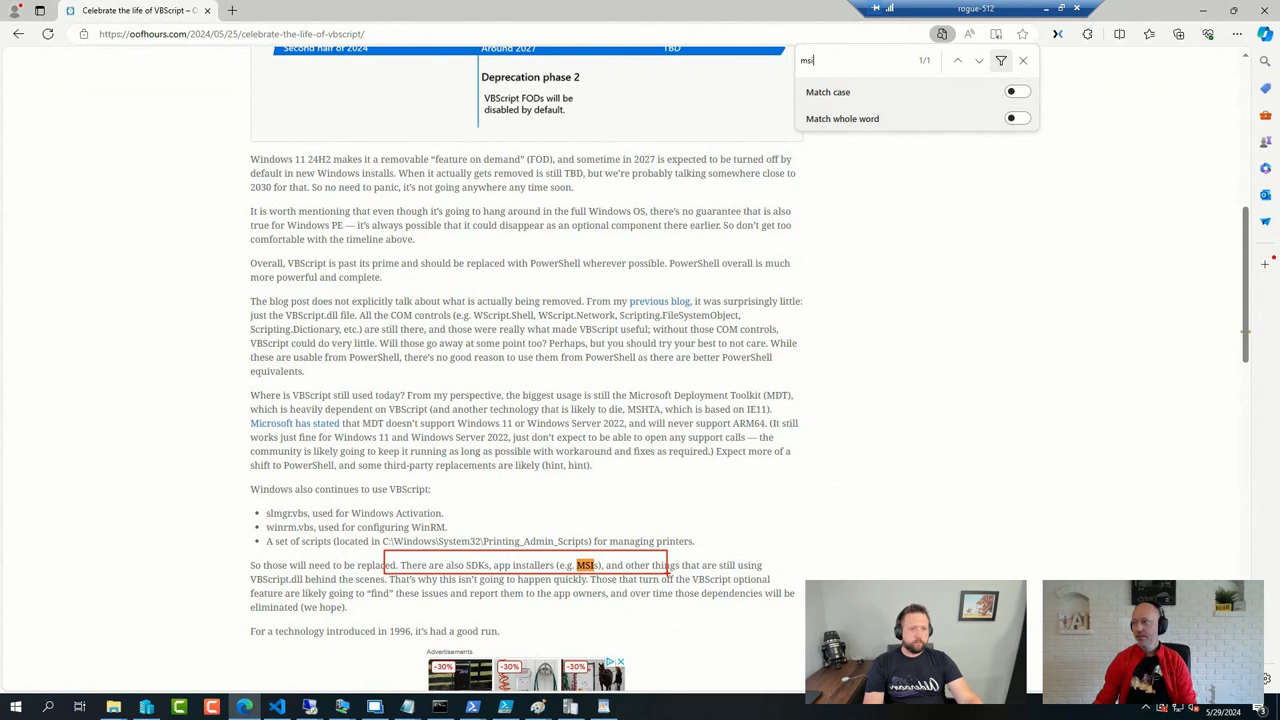 Celebrate the life of VBScript – O
rogue-512
https://oofhours.com/2024/05/25/celebrate-the-life-of-vbscript/
msi
1/1
Match case
Match whole word
Second half of 2024
Around 2027
TBD
Deprecation phase 2
VBScript FODs will be
disabled by default.
Windows 11 24H2 makes it a removable “feature on demand” (FOD), and sometime in 2027 is expected to be turned off by
default in new Windows installs. When it actually gets removed is still TBD, but we’re probably talking somewhere close to
2030 for that. So no need to panic, it’s not going anywhere any time soon.
It is worth mentioning that even though it’s going to hang around in the full Windows OS, there’s no guarantee that is also
true for Windows PE — it’s always possible that it could disappear as an optional component there earlier. So don’t get too
comfortable with the timeline above.
Overall, VBScript is past its prime and should be replaced with PowerShell wherever possible. PowerShell overall is much
more powerful and complete.
The blog post does not explicitly talk about what is actually being removed. From my previous blog, it was surprisingly little:
just the VBScript.dll file. All the COM controls (e.g. WScript.Shell, WScript.Network, Scripting.FileSystemObject,
Scripting.Dictionary, etc.) are still there, and those were really what made VBScript useful; without those COM controls,
VBScript could do very little. Will those go away at some point too? Perhaps, but you should try your best to not care. While
these are usable from PowerShell, there’s no good reason to use them from PowerShell as there are better PowerShell
equivalents.
Where is VBScript still used today? From my perspective, the biggest usage is still the Microsoft Deployment Toolkit (MDT),
which is heavily dependent on VBScript (and another technology that is likely to die, MSHTA, which is based on IE11).
Microsoft has stated that MDT doesn’t support Windows 11 or Windows Server 2022, and will never support ARM64. (It still
works just fine for Windows 11 and Windows Server 2022, just don’t expect to be able to open any support calls — the
community is likely going to keep it running as long as possible with workaround and fixes as required.) Expect more of a
shift to PowerShell, and some third-party replacements are likely (hint, hint).
Windows also continues to use VBScript:
• slmgr.vbs, used for Windows Activation.
• winrm.vbs, used for configuring WinRM.
• A set of scripts (located in C:\Windows\System32\Printing_Admin_Scripts) for managing printers.
So those will need to be replaced. There are also SDKs, app installers (e.g. MSIs), and other things that are still using
VBScript.dll behind the scenes. That’s why this isn’t going to happen quickly. Those that turn off the VBScript optional
feature are likely going to “find” these issues and report them to the app owners, and over time those dependencies will be
eliminated (we hope).
For a technology introduced in 1996, it’s had a good run.
Advertisements
-30%
-30%
-30%
5/29/2024